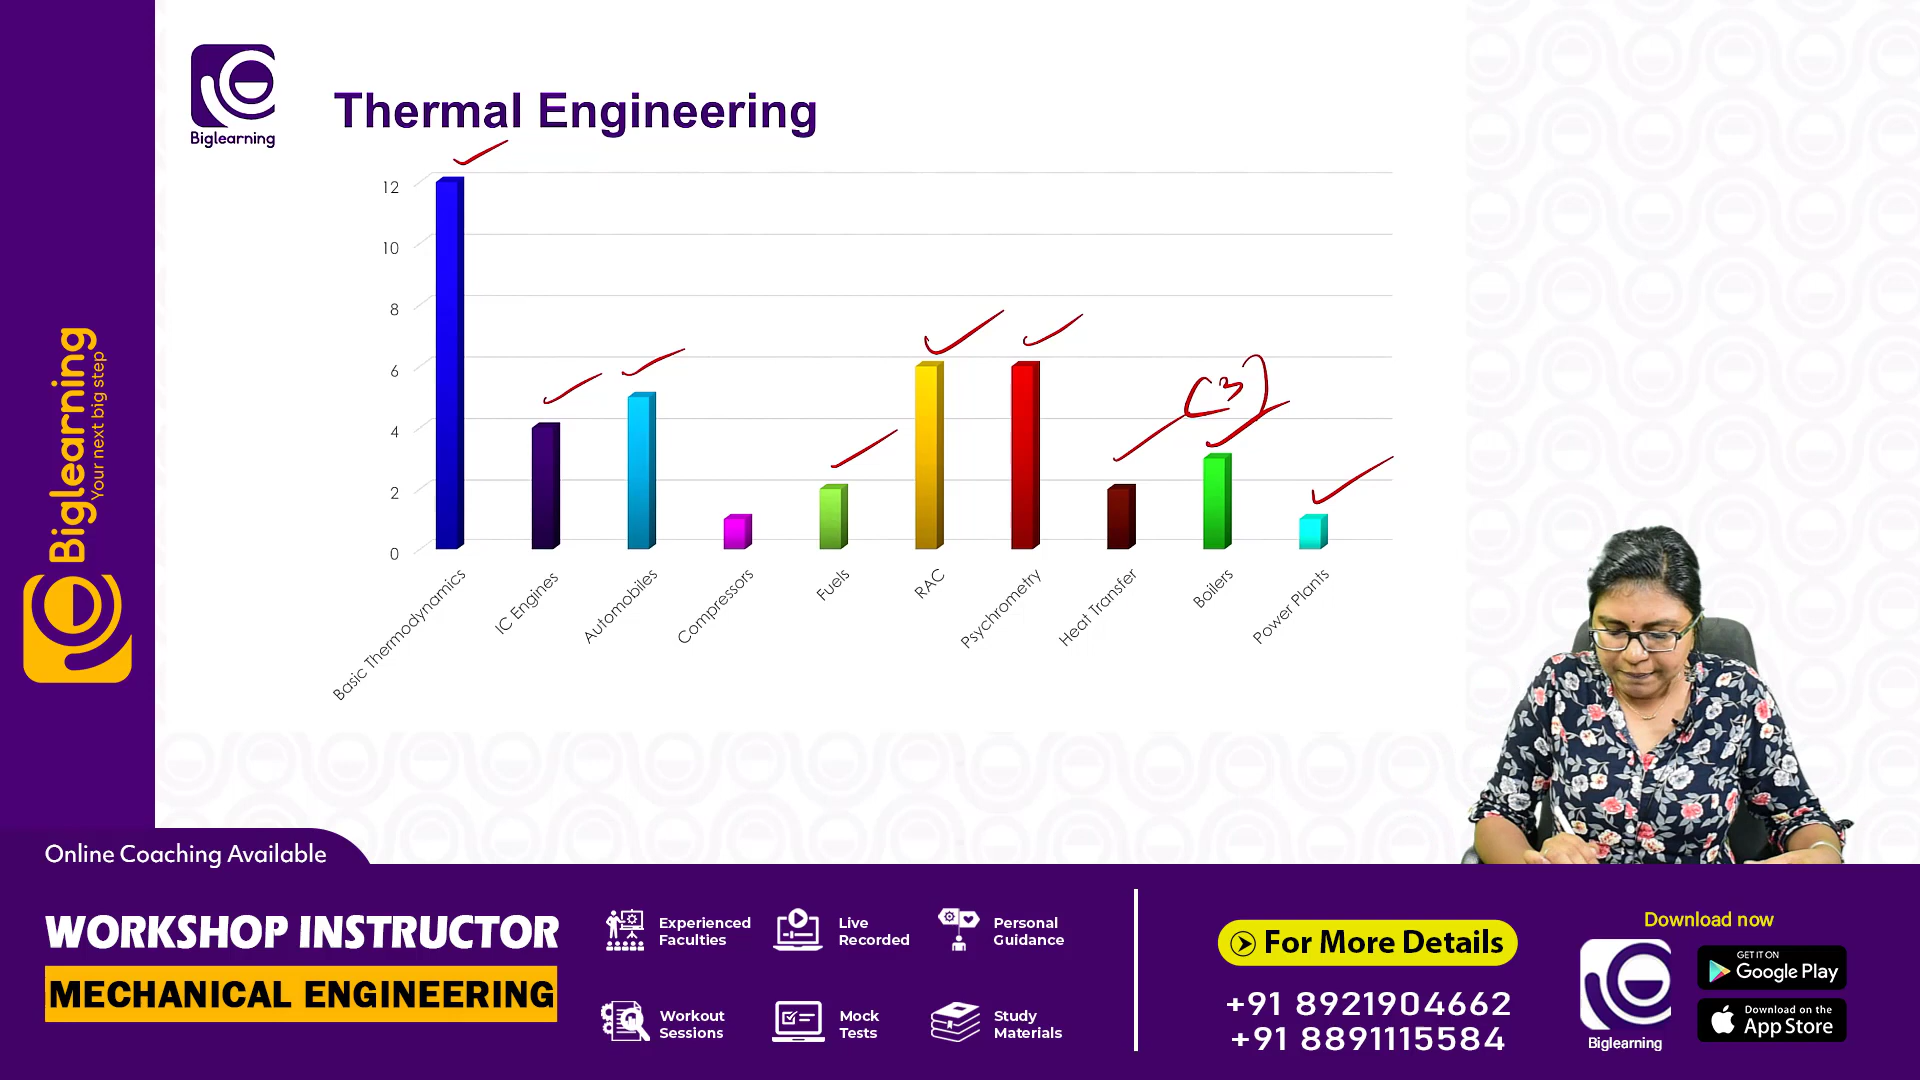 Biglearning
Thermal Engineering
12
10
8
6
4
2
0
(3)
Basic Thermodynamics
IC Engines
Automobiles
Compressors
Fuels
RAC
Psychrometry
Heat Transfer
Boilers
Power Plants
Biglearning
Your next big step
Online Coaching Available
WORKSHOP INSTRUCTOR
MECHANICAL ENGINEERING
Experienced
Faculties
Live
Recorded
Personal
Guidance
Workout
Sessions
Mock
Tests
Study
Materials
For More Details
+91 8921904662
+91 8891115584
Download now
Biglearning
GET IT ON
Google Play
Download on the
App Store